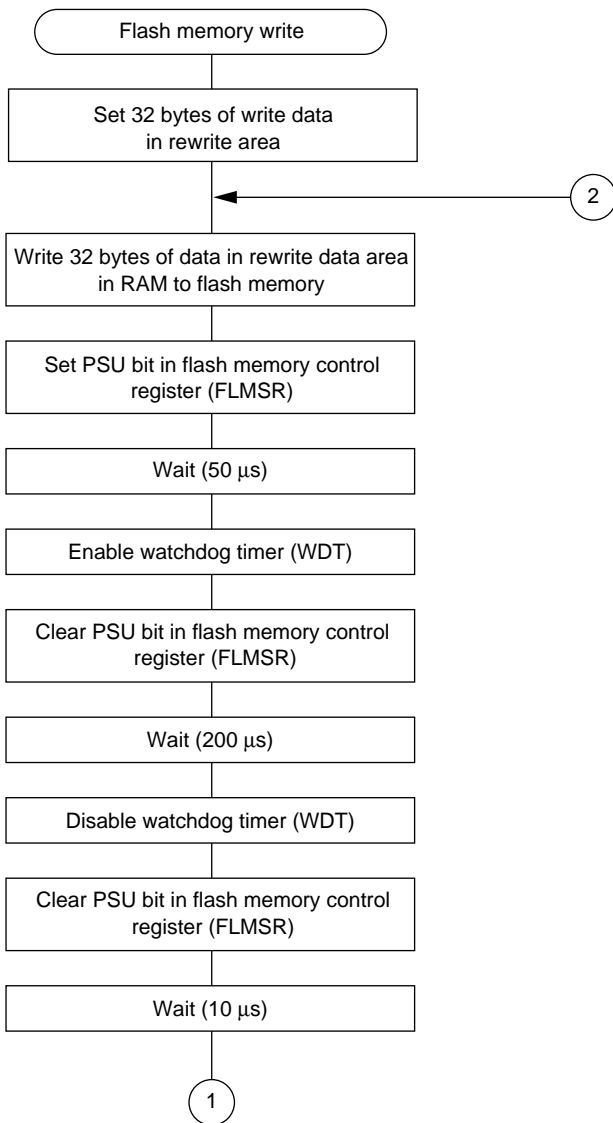 Flash memory write
Set 32 bytes of write data
in rewrite area
2
Write 32 bytes of data in rewrite data area
in RAM to flash memory
Set PSU bit in flash memory control
register (FLMSR)
Wait (50 μs)
Enable watchdog timer (WDT)
Clear PSU bit in flash memory control
register (FLMSR)
Wait (200 μs)
Disable watchdog timer (WDT)
Clear PSU bit in flash memory control
register (FLMSR)
Wait (10 μs)
1